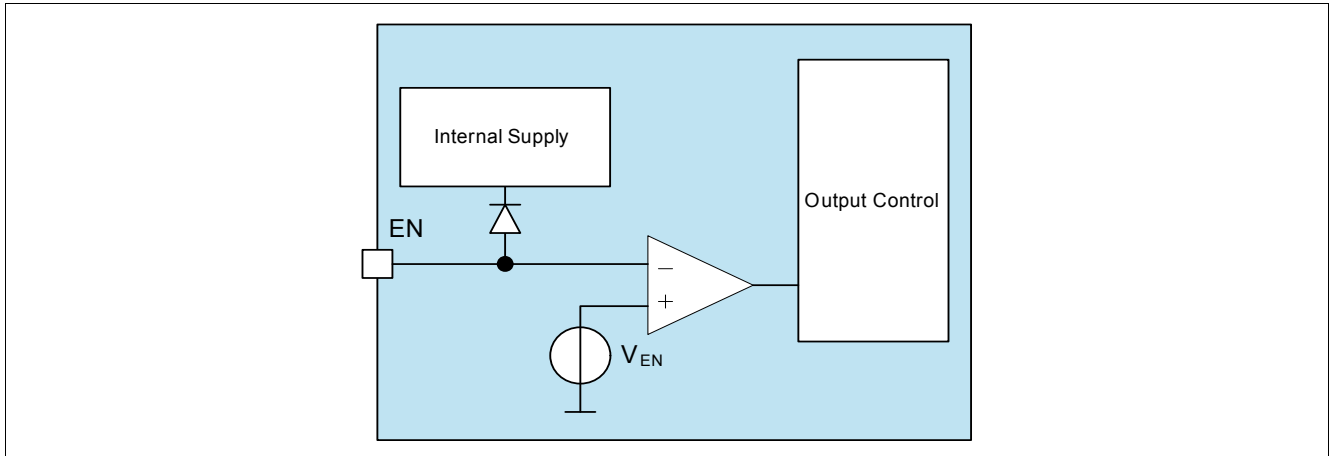 Internal Supply
EN
Output Control
−
+
VEN